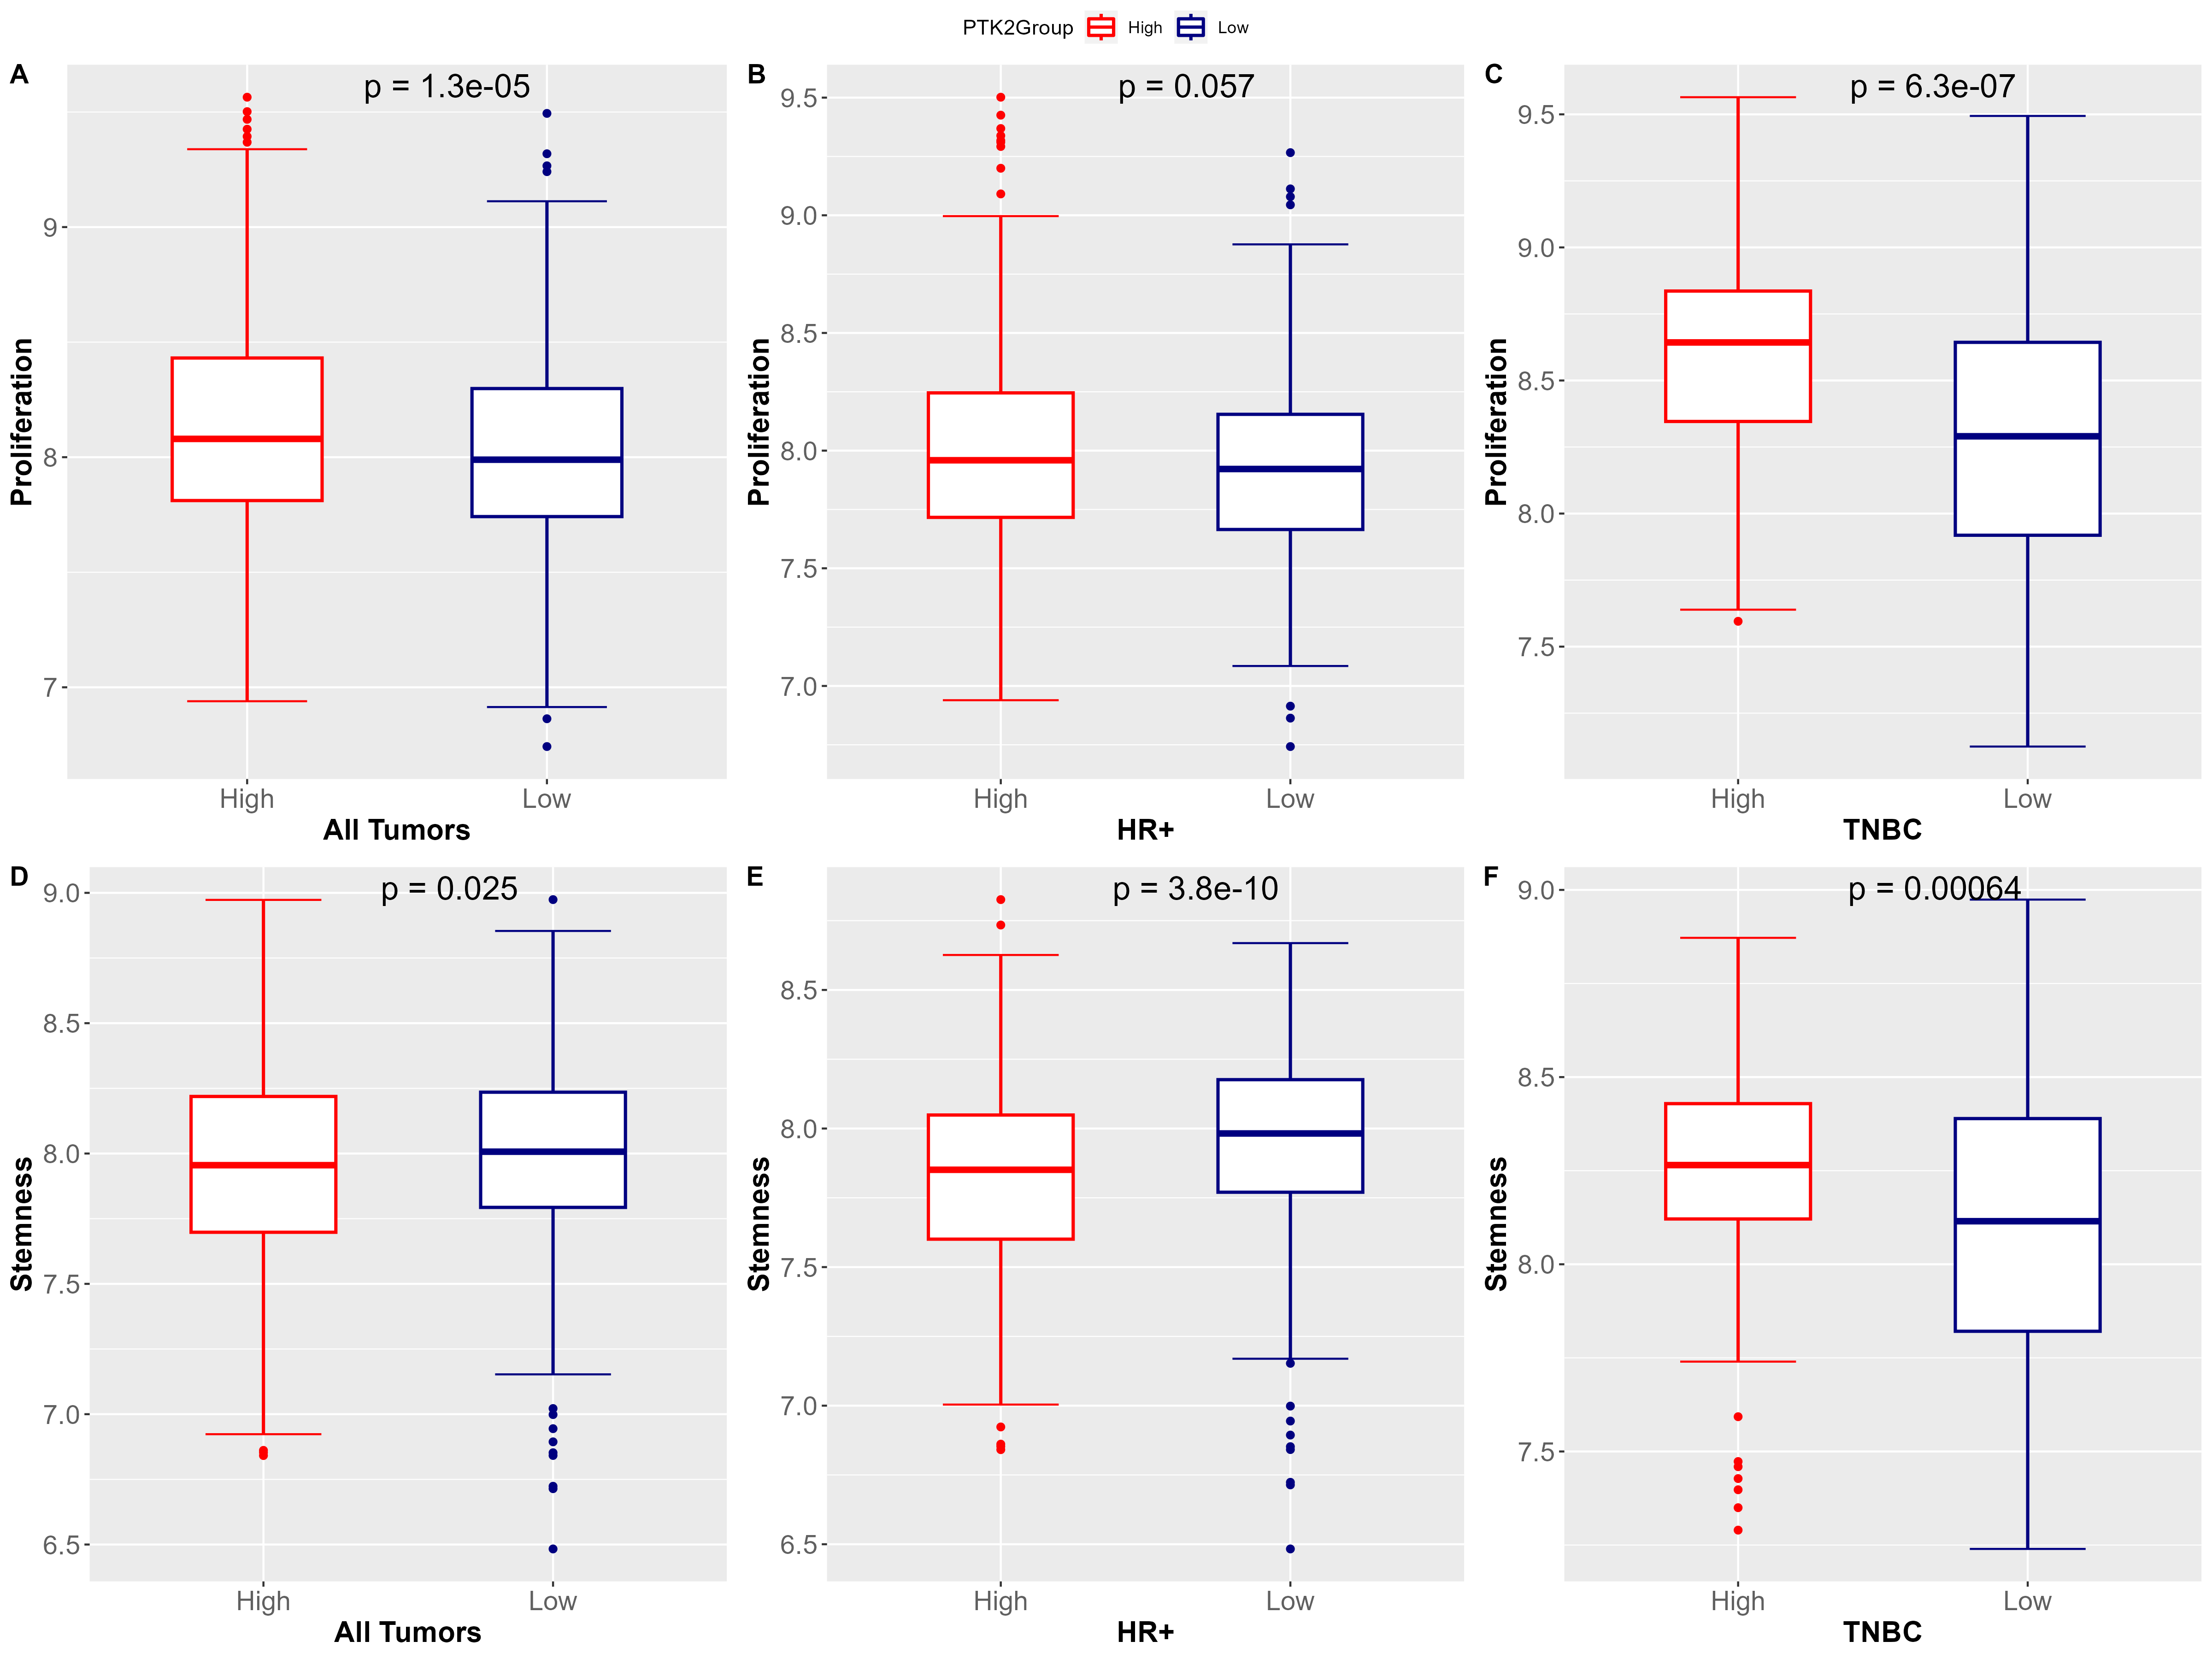 PTK2Group High Low
A
p = 1.3e-05
Proliferation
9
8
7
High Low
All Tumors
B
p = 0.057
Proliferation
9.5
9.0
8.5
8.0
7.5
7.0
High Low
HR+
C
p = 6.3e-07
Proliferation
9.5
9.0
8.5
8.0
7.5
High Low
TNBC
D
p = 0.025
Stemness
9.0
8.5
8.0
7.5
7.0
6.5
High Low
All Tumors
E
p = 3.8e-10
Stemness
8.5
8.0
7.5
7.0
6.5
High Low
HR+
F
p = 0.00064
Stemness
9.0
8.5
8.0
7.5
High Low
TNBC